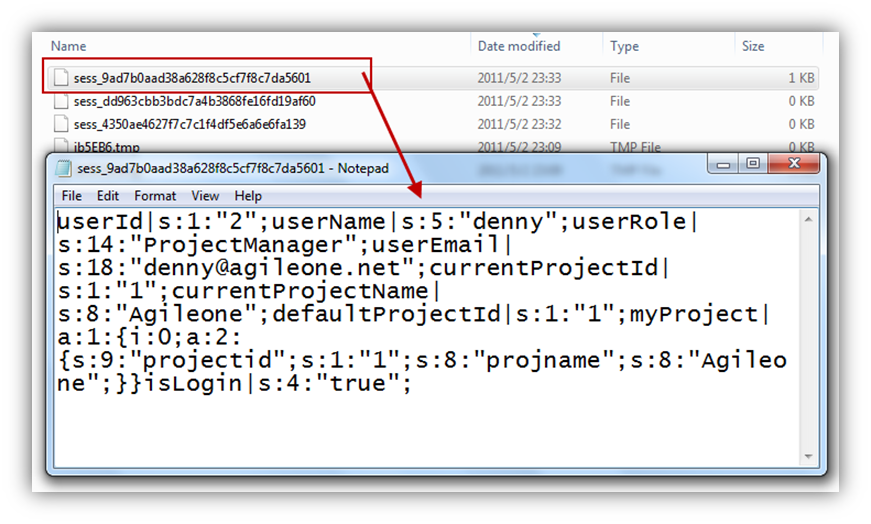 Name Date modified Type Size
sess_9ad7b0aad38a628f8c5cf7f8c7da5601 2011/5/2 23:33 File 1 KB
sess_dd963cbb3bdc7a4b3868fe16fd19af60 2011/5/2 23:33 File 0 KB
sess_4350ae4627f7c7c1f4df5e6a6e6fa139 2011/5/2 23:32 File 0 KB
ib5EB6.tmp 2011/5/2 23:09 TMP File 0 KB
sess_9ad7b0aad38a628f8c5cf7f8c7da5601 - Notepad
File Edit Format View Help
userId|s:1:"2";userName|s:5:"denny";userRole|
s:14:"ProjectManager";userEmail|
s:18:"denny@agileone.net";currentProjectId|
s:1:"1";currentProjectName|
s:8:"Agileone";defaultProjectId|s:1:"1";myProject|
a:1:{i:0;a:2:
{s:9:"projectid";s:1:"1";s:8:"projname";s:8:"Agileo
ne";}}isLogin|s:4:"true";